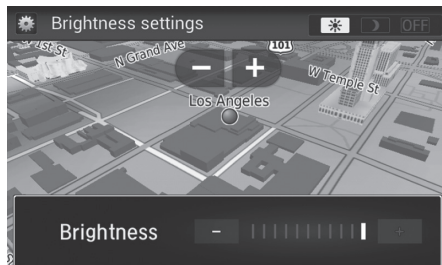 Brightness settings
OFF
1st St
N Grand Ave
101
W Temple St
Los Angeles
Brightness